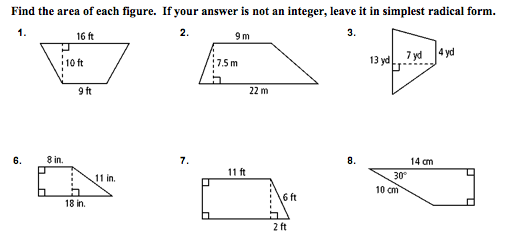 Find the area of each figure. If your answer is not an integer, leave it in simplest radical form.
1.
16 ft
10 ft
9 ft
2.
9 m
7.5 m
22 m
3.
13 yd
7 yd
4 yd
6.
8 in.
11 in.
18 in.
7.
11 ft
6 ft
2 ft
8.
14 cm
30°
10 cm